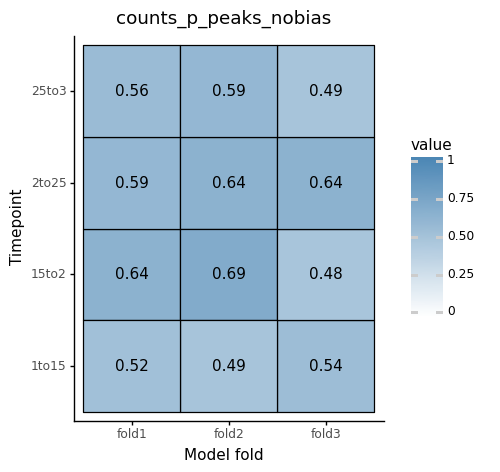 counts_p_peaks_nobias
Timepoint
25to3
0.56 0.59 0.49
2to25
0.59 0.64 0.64
15to2
0.64 0.69 0.48
1to15
0.52 0.49 0.54
fold1 fold2 fold3
Model fold
value
1
0.75
0.50
0.25
0